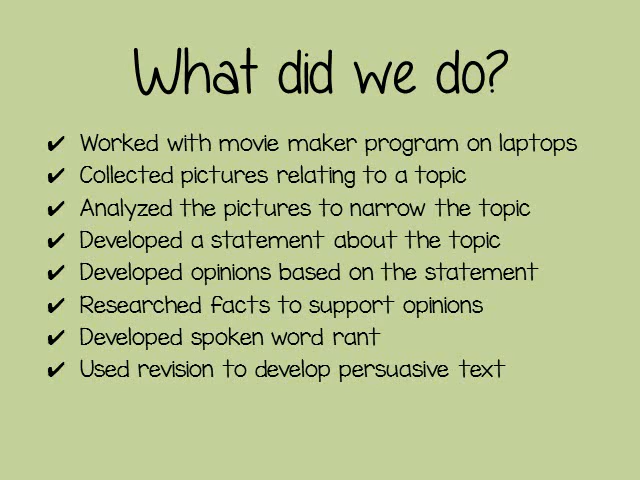 What did we do?
✔ Worked with movie maker program on laptops
✔ Collected pictures relating to a topic
✔ Analyzed the pictures to narrow the topic
✔ Developed a statement about the topic
✔ Developed opinions based on the statement
✔ Researched facts to support opinions
✔ Developed spoken word rant
✔ Used revision to develop persuasive text